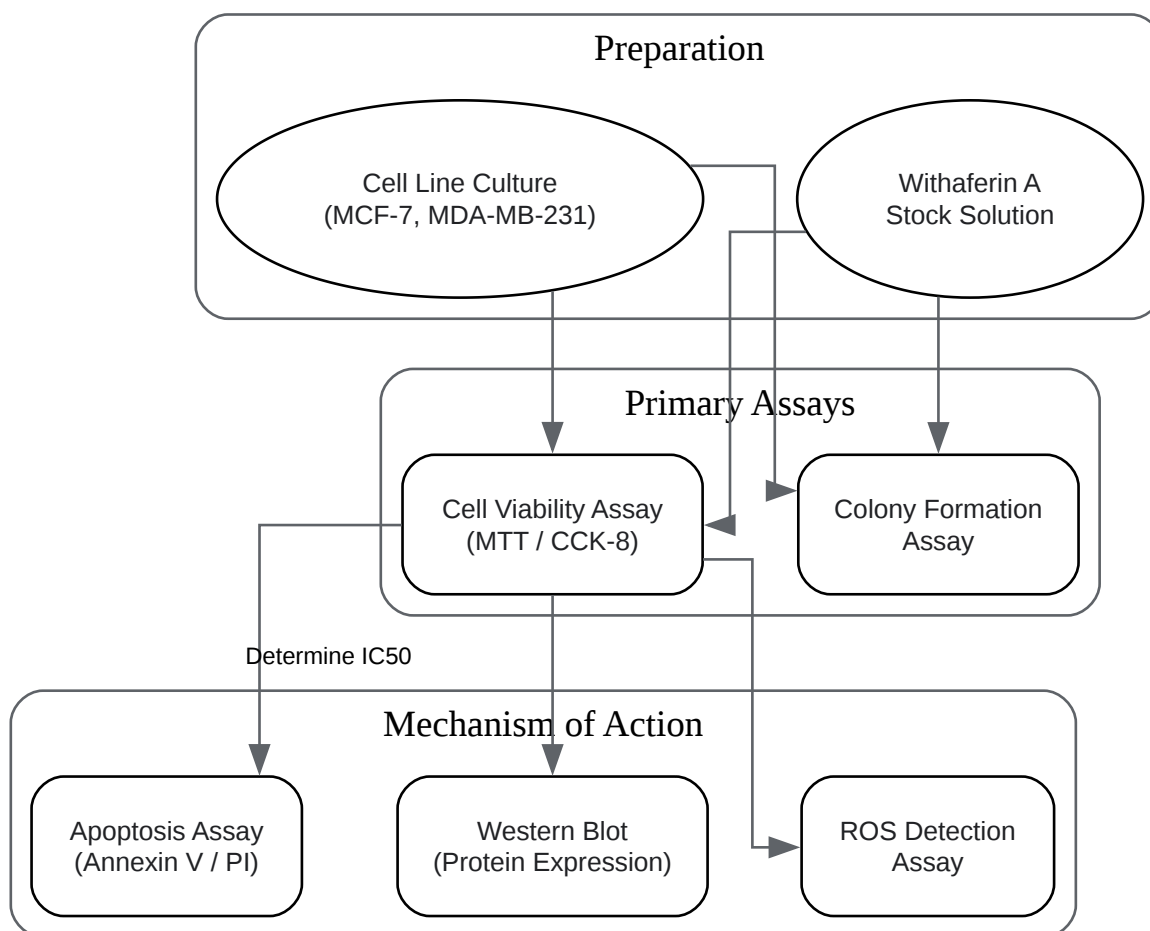 Preparation
Cell Line Culture
(MCF-7, MDA-MB-231)
Withaferin A
Stock Solution
Primary Assays
Cell Viability Assay
(MTT / CCK-8)
Colony Formation
Assay
Determine IC50
Mechanism of Action
Apoptosis Assay
(Annexin V / PI)
Western Blot
(Protein Expression)
ROS Detection
Assay